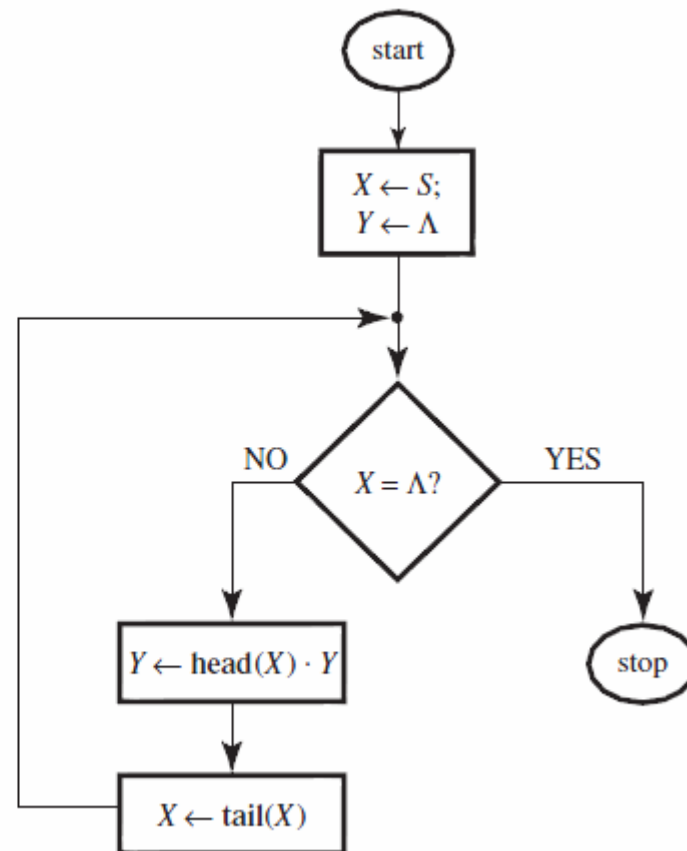 start
X ← S;
Y ← Λ
X = Λ?
NO
YES
Y ← head(X) · Y
stop
X ← tail(X)